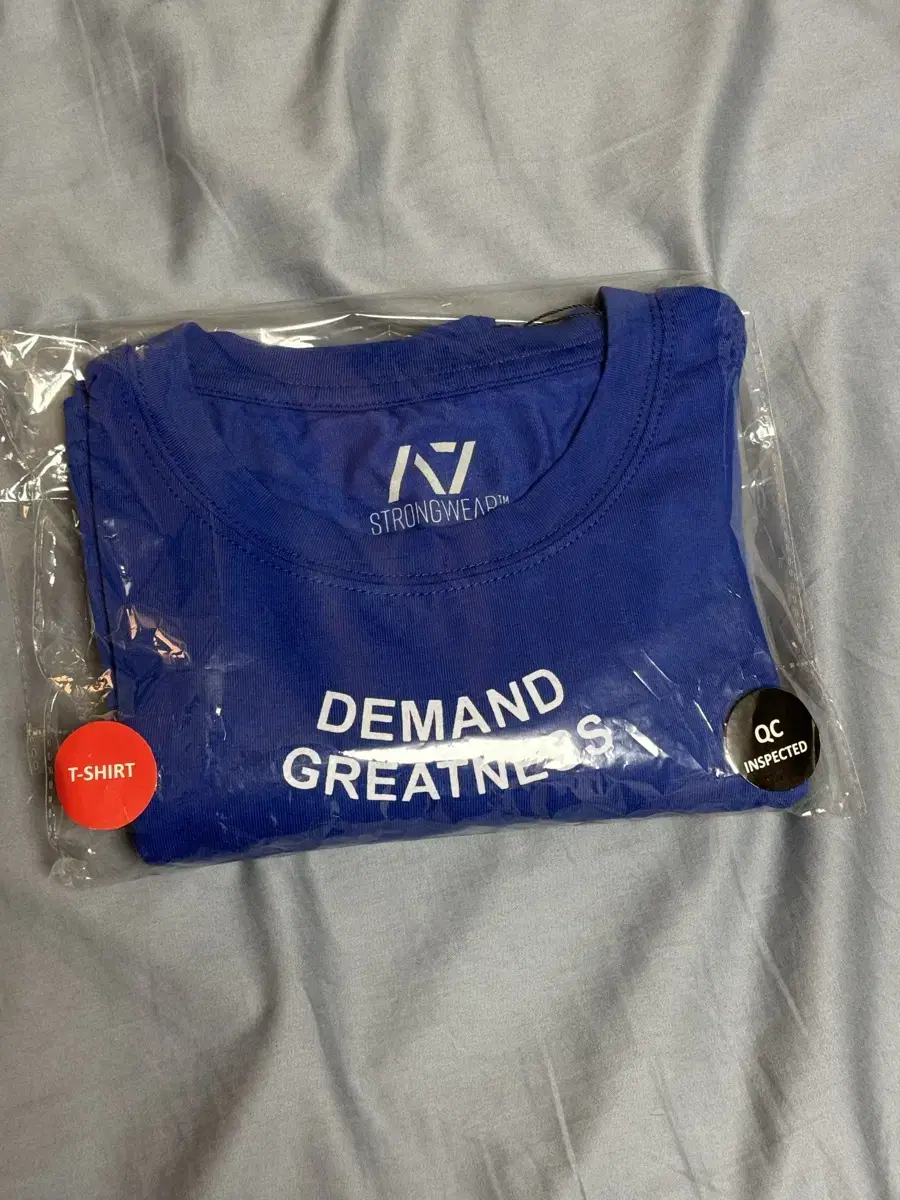 A7
STRONGWEAR™
DEMAND
GREATNESS
T-SHIRT
QC
INSPECTED